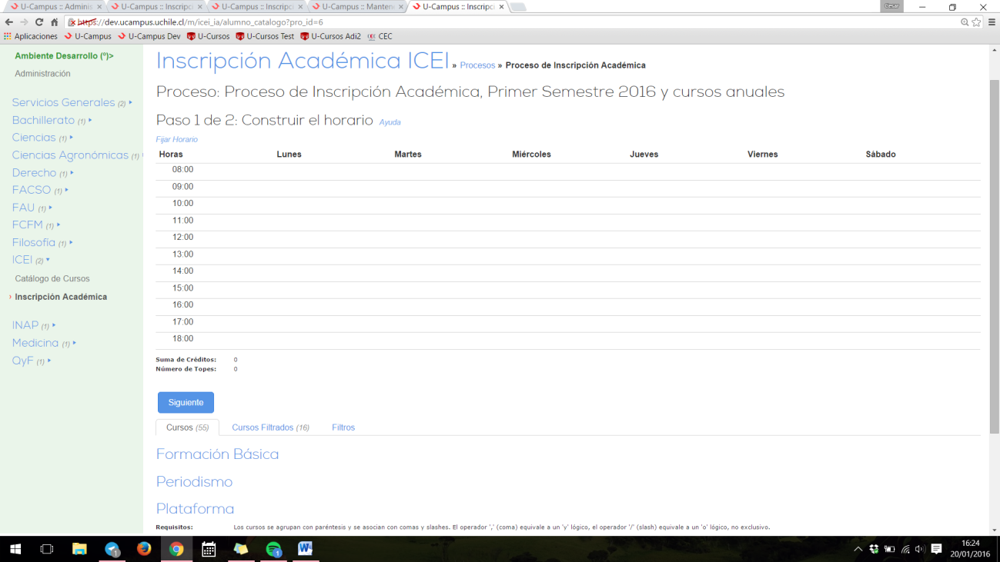 U-Campus :: Adminis
U-Campus :: Inscripc
U-Campus :: Inscripc
U-Campus :: Manten
U-Campus :: Inscripc
Cesar
https://dev.ucampus.uchile.cl/m/icei_ia/alumno_catalogo?pro_id=6
Aplicaciones U-Campus U-Campus Dev U-Cursos U-Cursos Test U-Cursos Adi2 CEC
Ambiente Desarrollo (º)>
Administración
Servicios Generales (2)
Bachillerato (1)
Ciencias (1)
Ciencias Agronómicas (1)
Derecho (1)
FACSO (1)
FAU (1)
FCFM (1)
Filosofía (1)
ICEI (2)
Catálogo de Cursos
› Inscripción Académica
INAP (1)
Medicina (1)
QyF (1)
Inscripción Académica ICEI » Procesos » Proceso de Inscripción Académica
Proceso: Proceso de Inscripción Académica, Primer Semestre 2016 y cursos anuales
Paso 1 de 2: Construir el horario Ayuda
Fijar Horario
Horas Lunes Martes Miércoles Jueves Viernes Sábado
08:00
09:00
10:00
11:00
12:00
13:00
14:00
15:00
16:00
17:00
18:00
Suma de Créditos: 0
Número de Topes: 0
Siguiente
Cursos (55) Cursos Filtrados (16) Filtros
Formación Básica
Periodismo
Plataforma
Requisitos: Los cursos se agrupan con paréntesis y se asocian con comas y slashes. El operador ',' (coma) equivale a un 'y' lógico, el operador '/' (slash) equivale a un 'o' lógico, no exclusivo.
16:24
20/01/2016